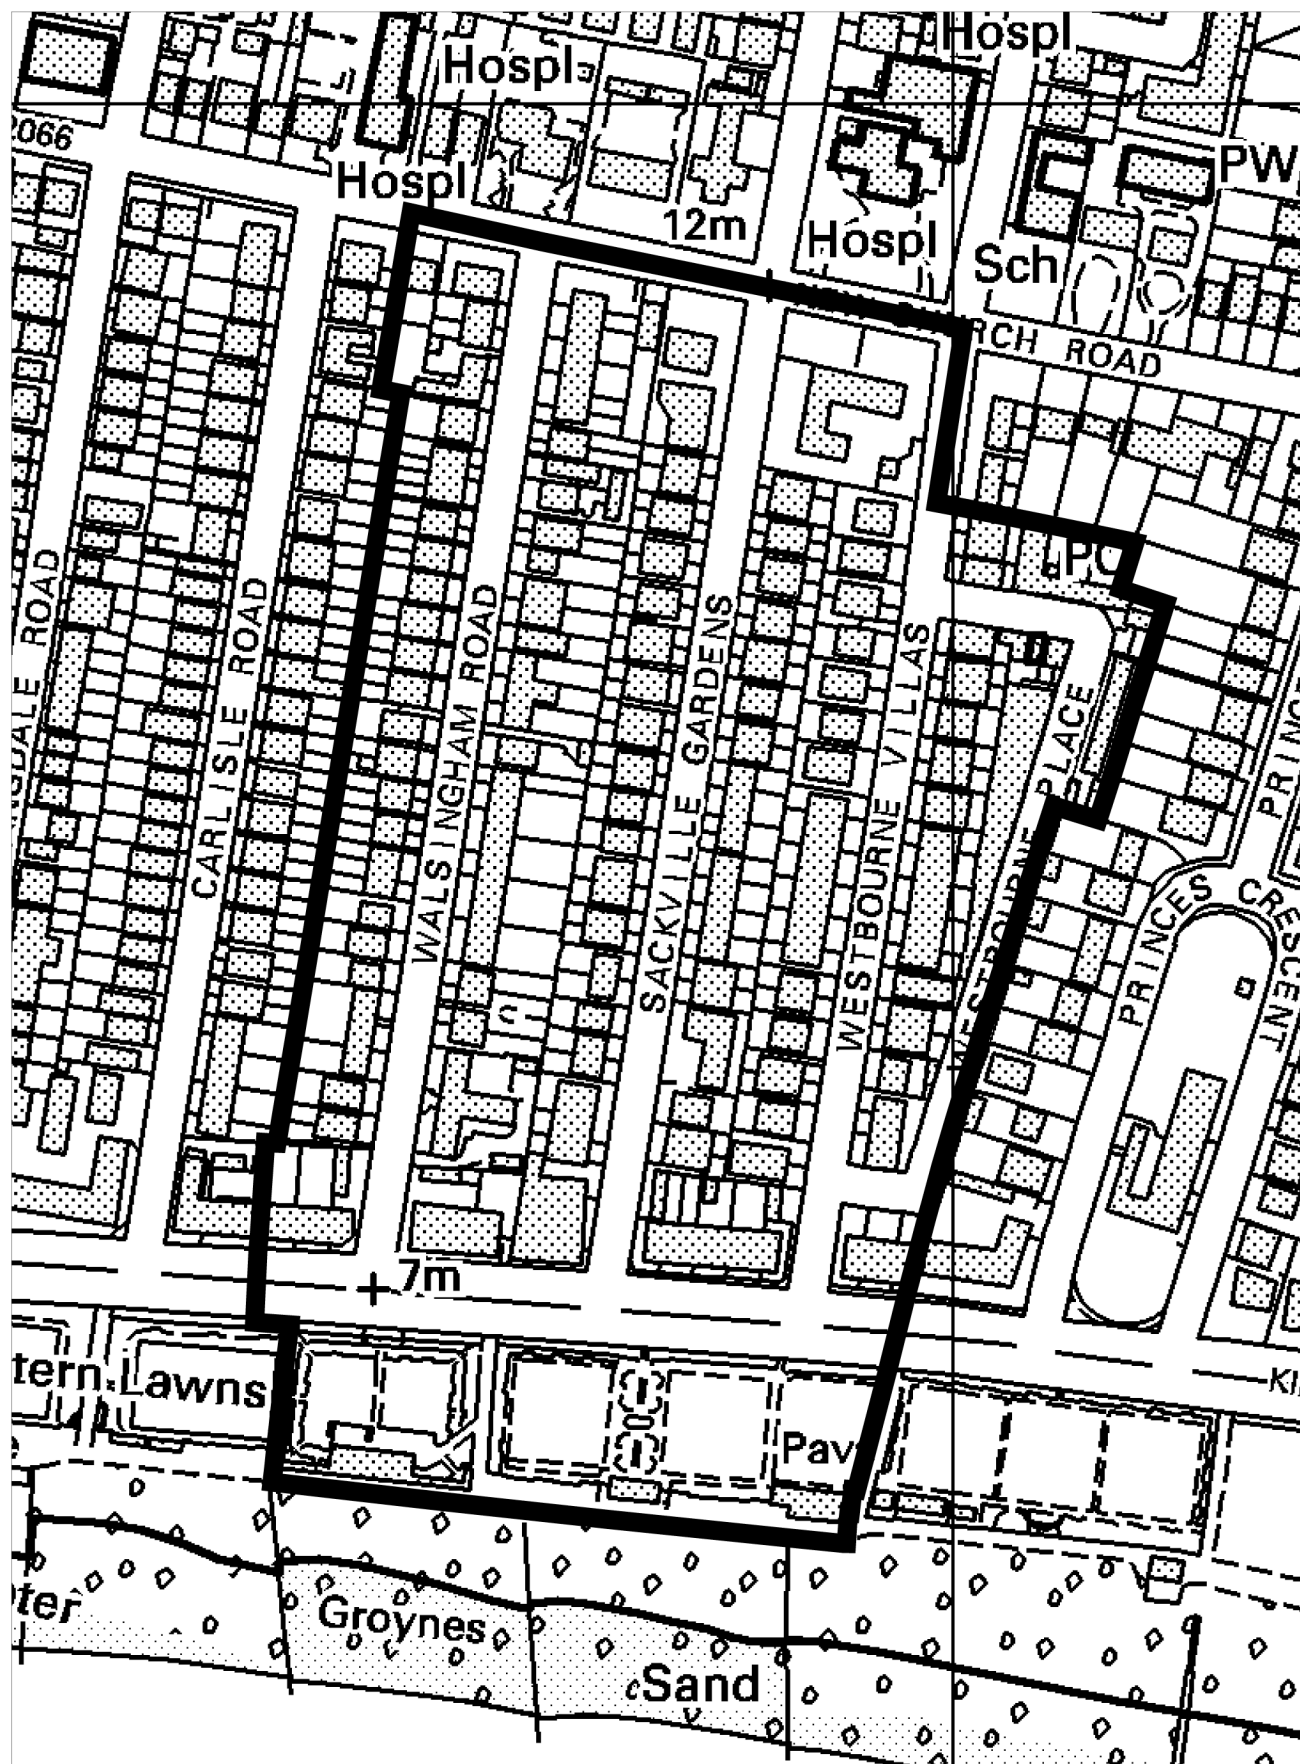 Hospl
Hospl
2066
PW
Hospl
12m
Hospl
Sch
RCH ROAD
PC
CARLISLE ROAD
WALSINGHAM ROAD
SACKVILLE GARDENS
WESTBOURNE VILLAS
PLACE
PRINCES CRESCENT
7m
tern Lawns
Pav
Groynes
Sand